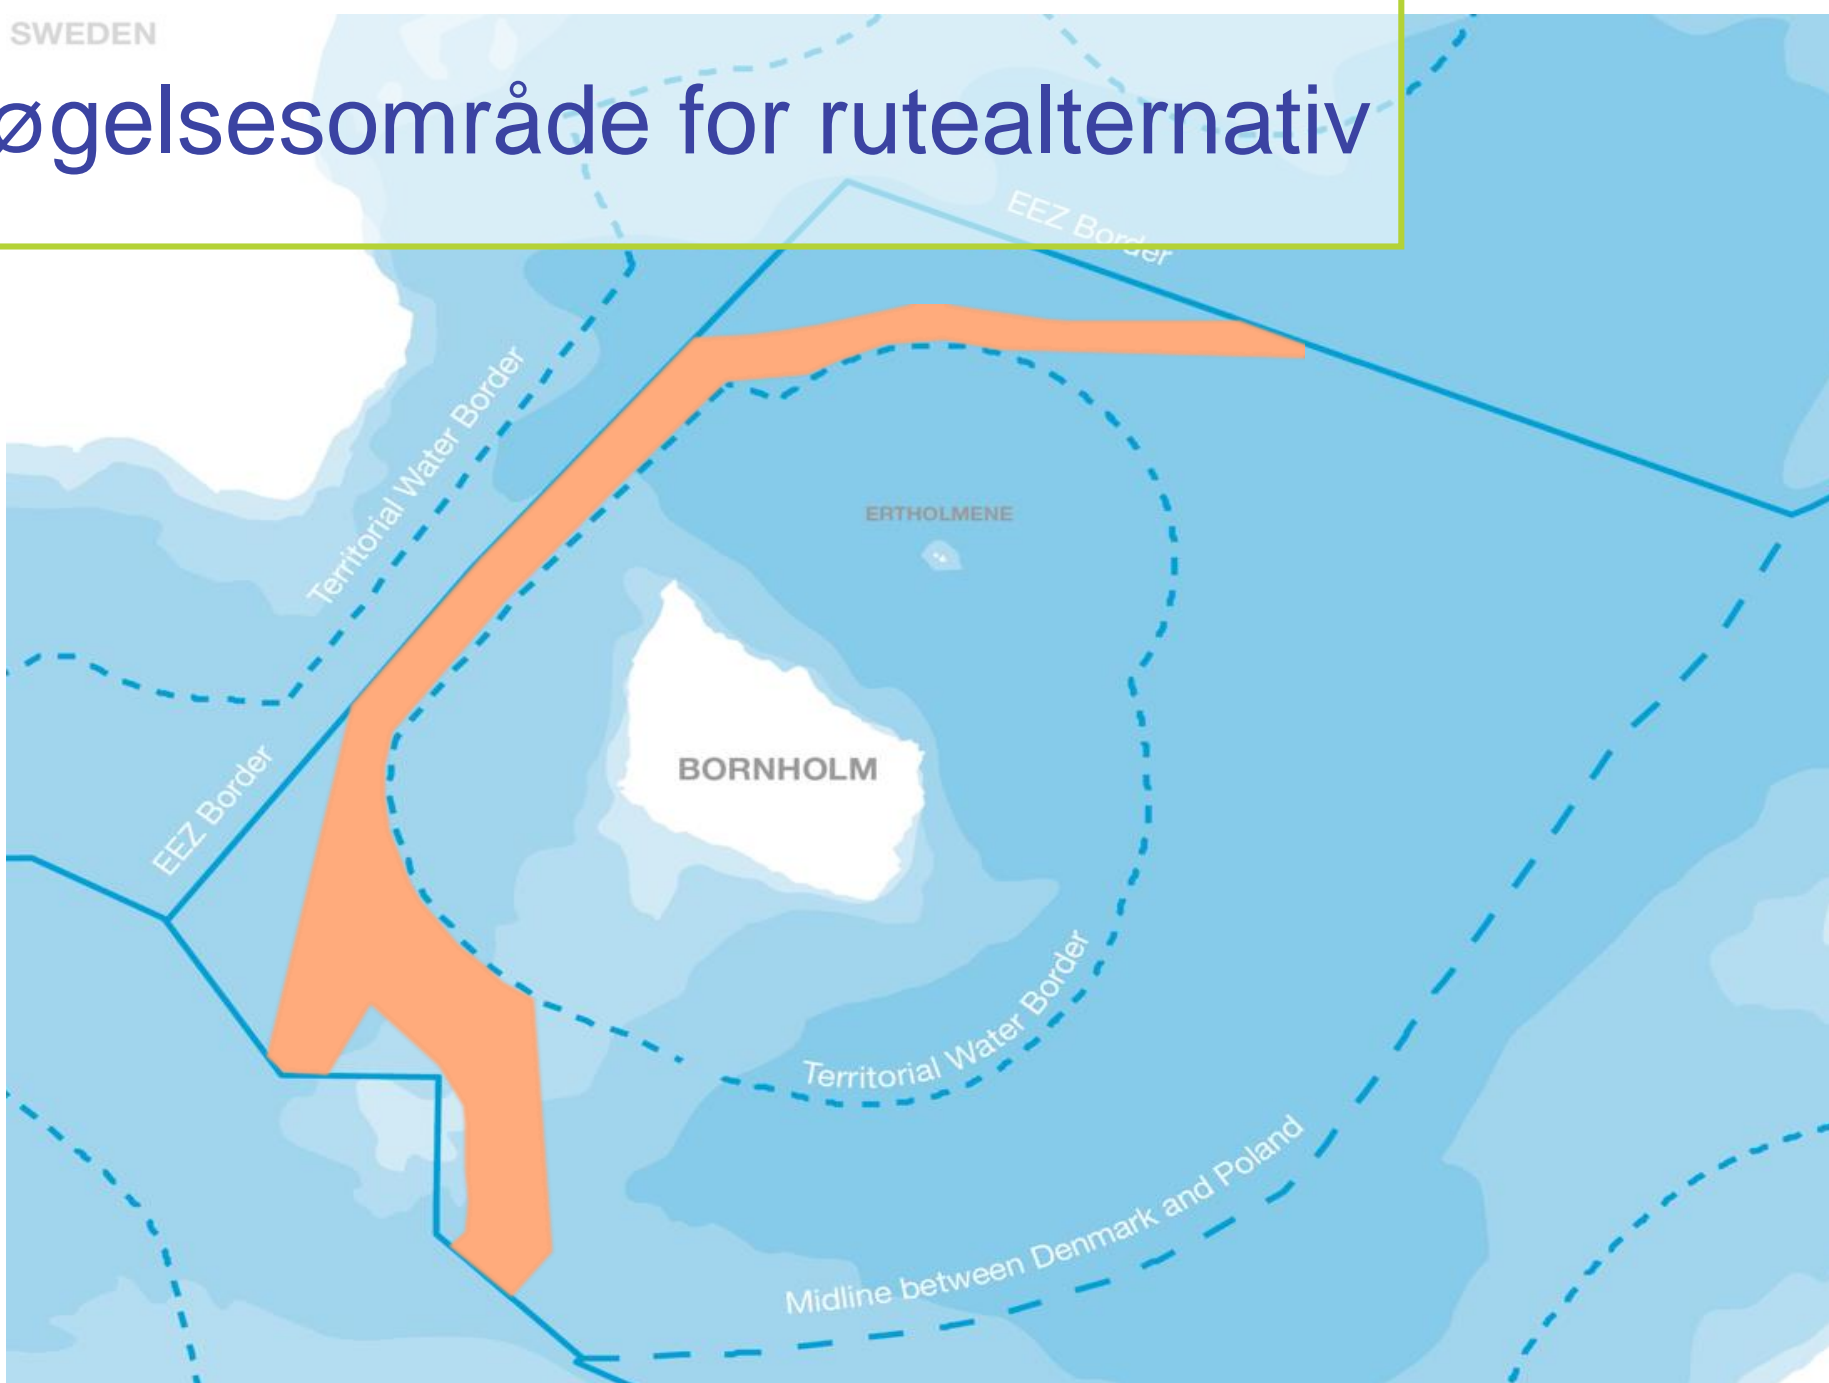 SWEDEN
øgelsesområde for rutealternativ
EEZ Border
Territorial Water Border
ERTHOLMENE
BORNHOLM
EEZ Border
Territorial Water Border
Midline between Denmark and Poland